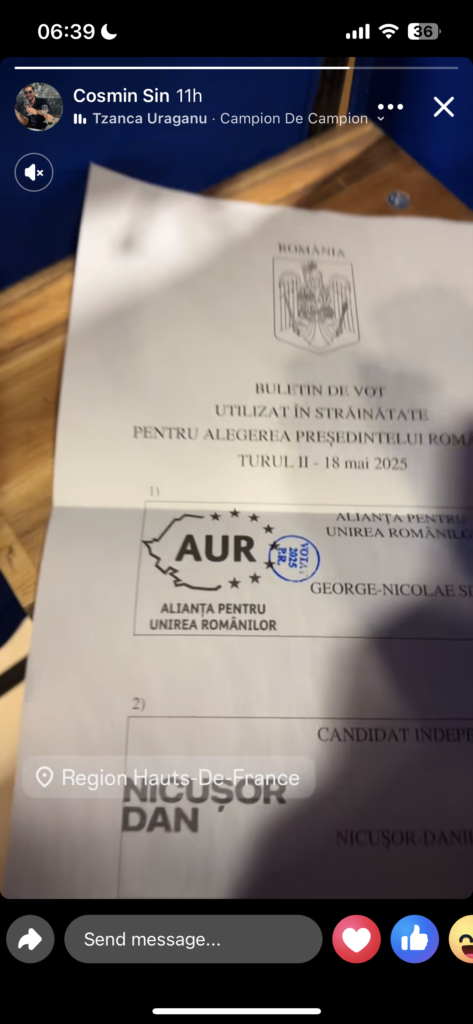 06:39
36
Cosmin Sin 11h
Tzanca Uraganu · Campion De Campion
ROMÂNIA
BULETIN DE VOT
UTILIZAT ÎN STRĂINĂTATE
PENTRU ALEGEREA PREȘEDINTELUI ROMÂ
TURUL II - 18 mai 2025
1)
ALIANȚA PENTRU
UNIREA ROMÂNILO
AUR
VOTAT
2025
P.R.
GEORGE-NICOLAE SI
ALIANȚA PENTRU
UNIREA ROMÂNILOR
2)
CANDIDAT INDEPE
Region Hauts-De-France
NICUȘOR
DAN
NICUȘOR-DANI
Send message...